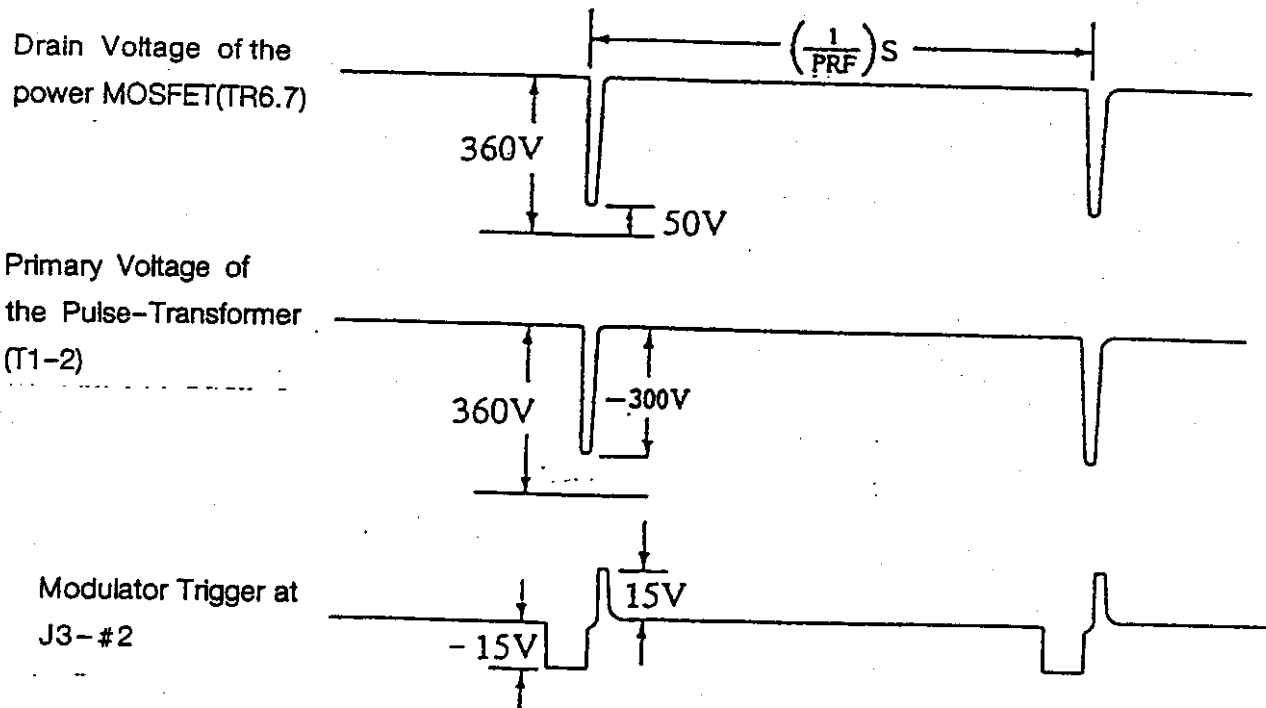 Drain Voltage of the
power MOSFET(TR6.7)
(1/PRF)S
360V
50V
Primary Voltage of
the Pulse-Transformer
(T1-2)
360V
-300V
Modulator Trigger at
J3-#2
15V
-15V